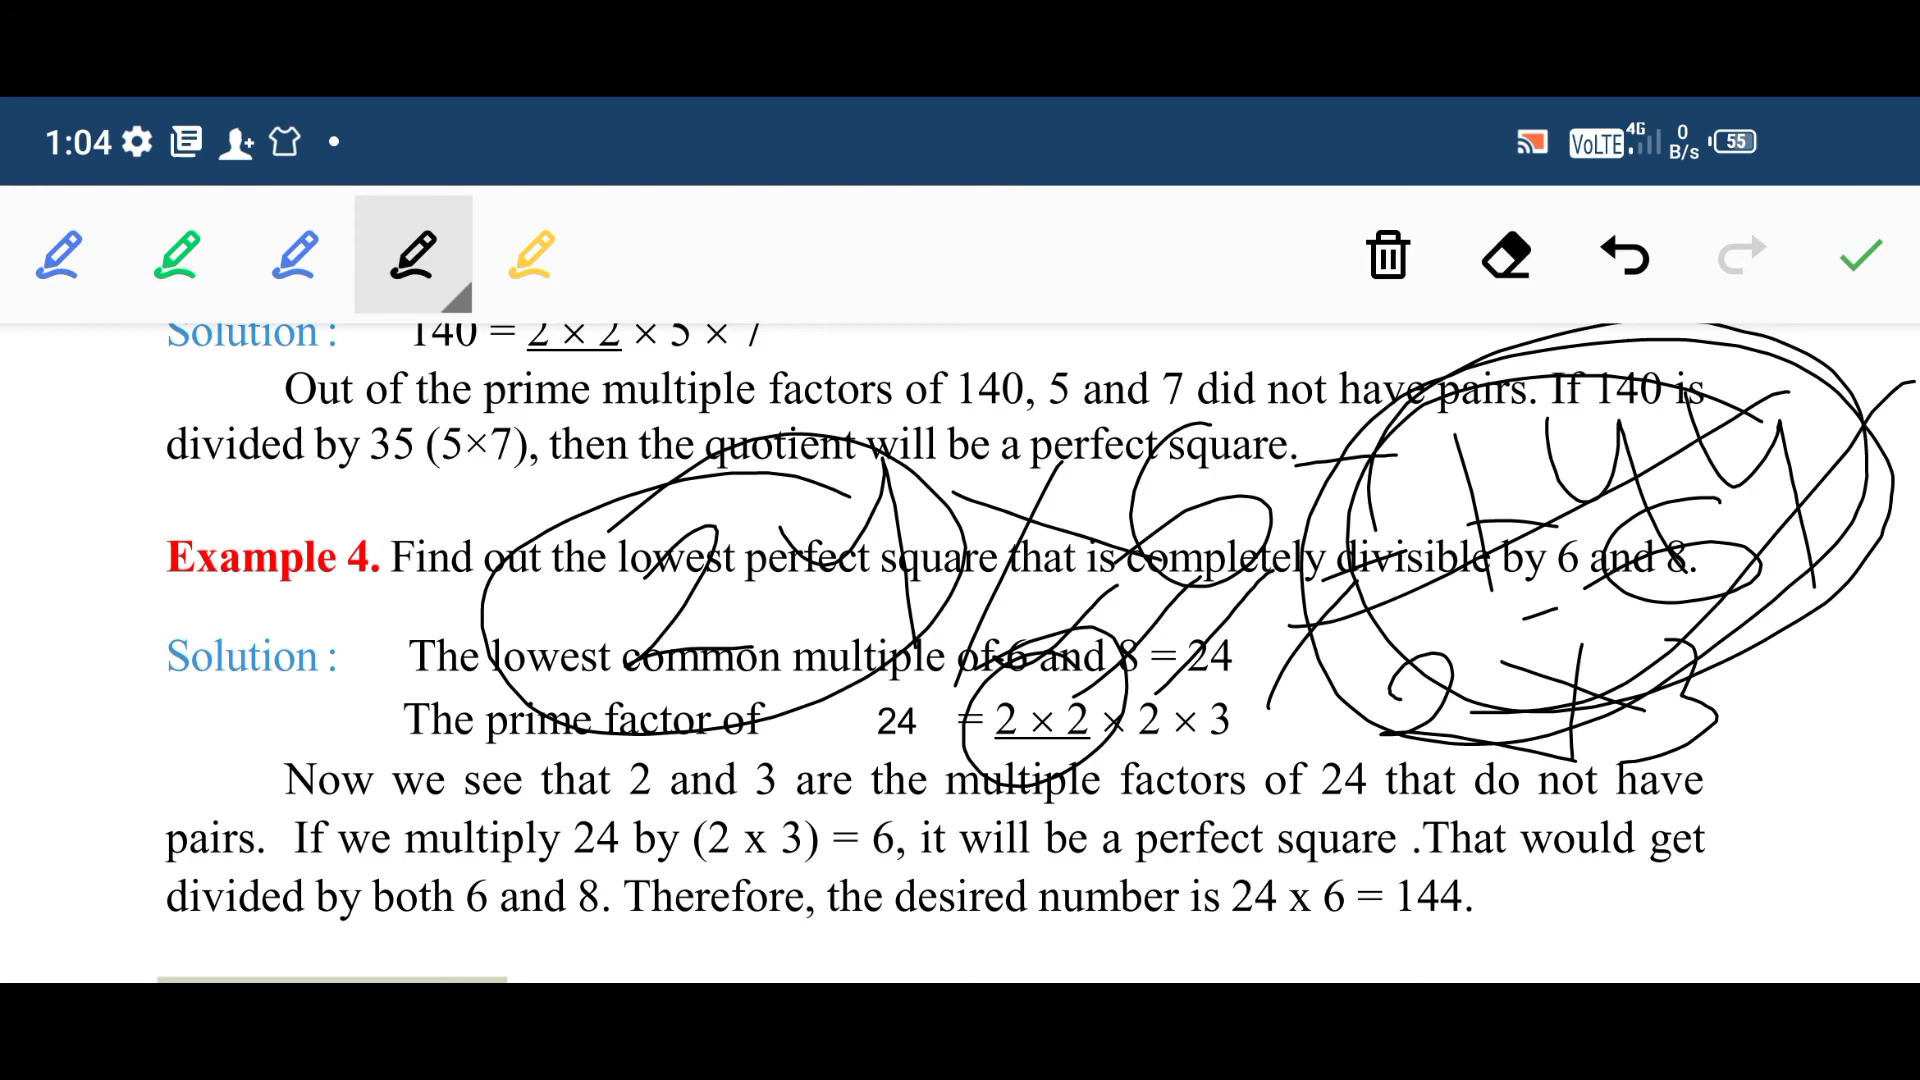 1:04
VoLTE 4G 0 B/s 55
Solution : 140 = 2 × 2 × 5 × 7
Out of the prime multiple factors of 140, 5 and 7 did not have pairs. If 140 is
divided by 35 (5×7), then the quotient will be a perfect square.
Example 4. Find out the lowest perfect square that is completely divisible by 6 and 8.
Solution : The lowest common multiple of 6 and 8 = 24
The prime factor of 24 = 2 × 2 × 2 × 3
Now we see that 2 and 3 are the multiple factors of 24 that do not have
pairs. If we multiply 24 by (2 x 3) = 6, it will be a perfect square .That would get
divided by both 6 and 8. Therefore, the desired number is 24 x 6 = 144.
24
144